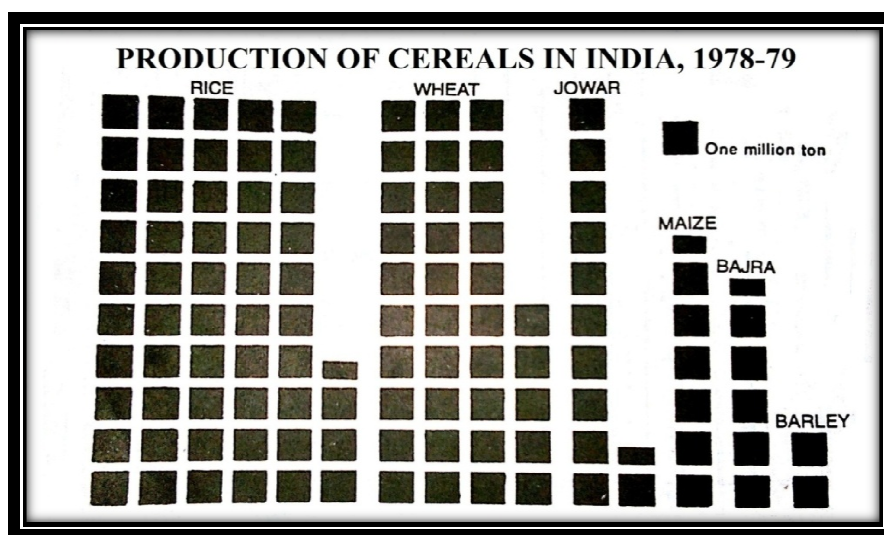 PRODUCTION OF CEREALS IN INDIA, 1978-79
RICE
WHEAT
JOWAR
One million ton
MAIZE
BAJRA
BARLEY